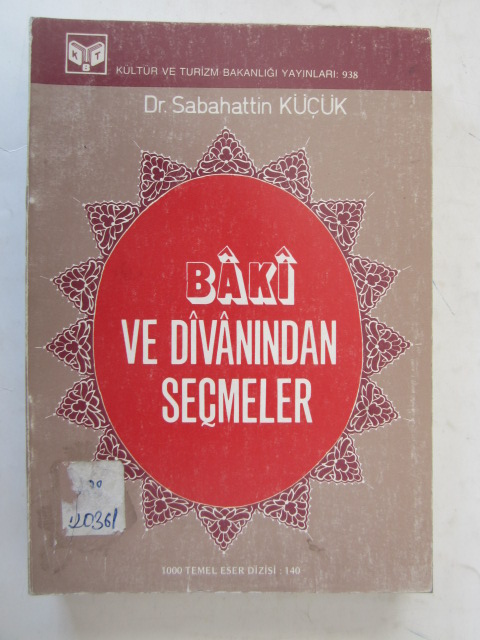 K B T
KÜLTÜR VE TURİZM BAKANLIĞI YAYINLARI: 938
Dr. Sabahattin KÜÇÜK
BÂKÎ
VE DÎVÂNINDAN
SEÇMELER
20361
1000 TEMEL ESER DİZİSİ : 140